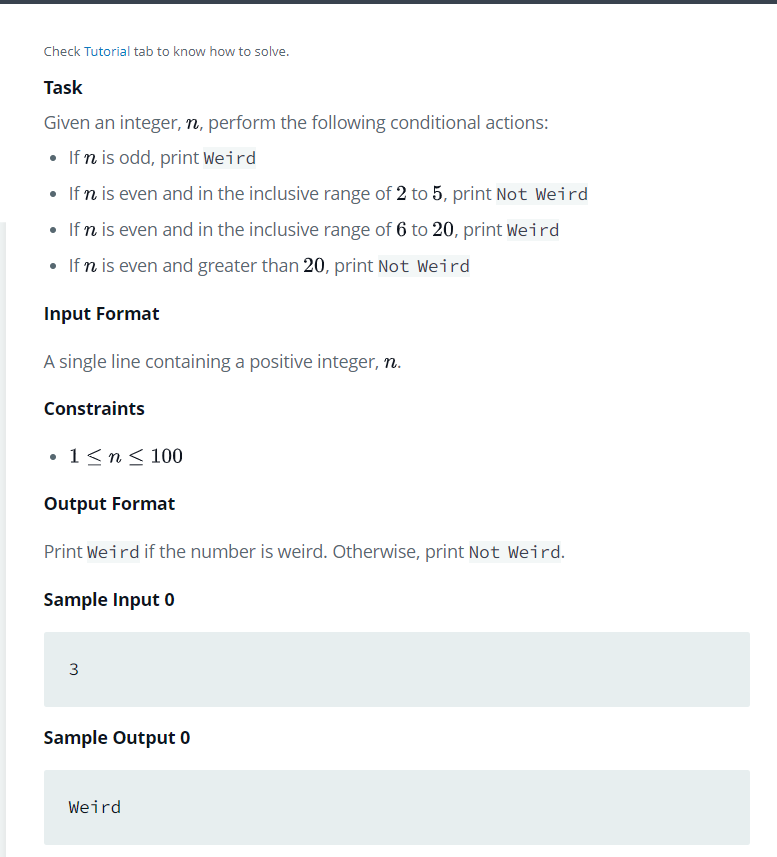 Check Tutorial tab to know how to solve.
Task
Given an integer, n, perform the following conditional actions:
• If n is odd, print Weird
• If n is even and in the inclusive range of 2 to 5, print Not Weird
• If n is even and in the inclusive range of 6 to 20, print Weird
• If n is even and greater than 20, print Not Weird
Input Format
A single line containing a positive integer, n.
Constraints
• 1 ≤ n ≤ 100
Output Format
Print Weird if the number is weird. Otherwise, print Not Weird.
Sample Input 0
3
Sample Output 0
Weird